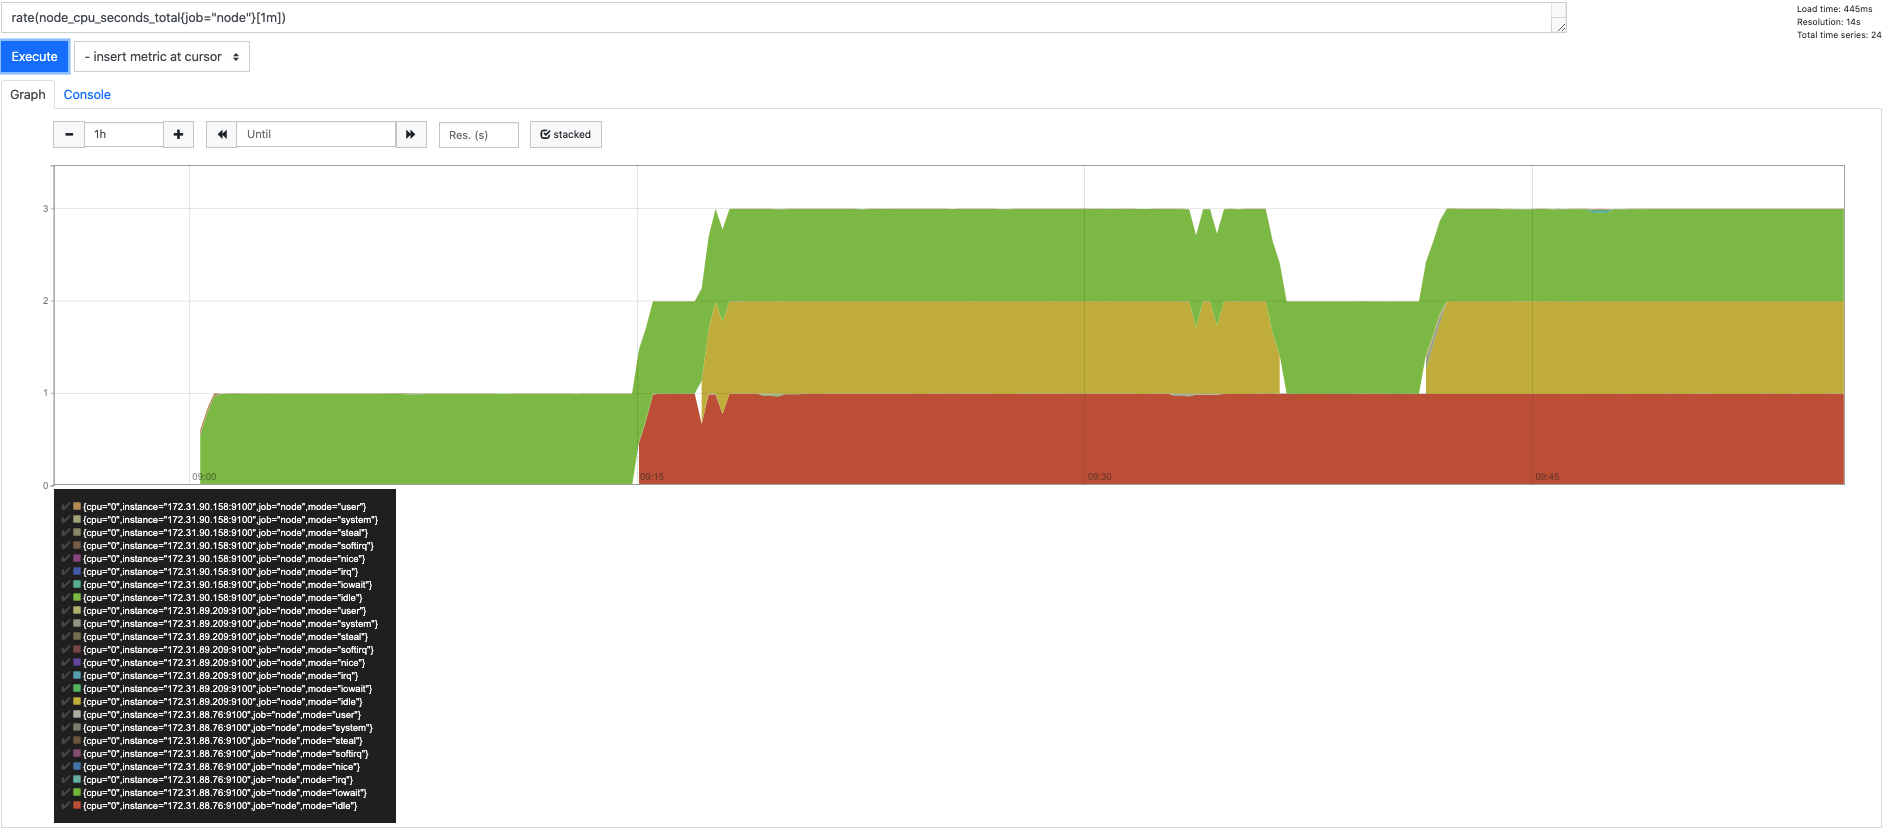 rate(node_cpu_seconds_total{job="node"}[1m])
Load time: 445ms
Resolution: 14s
Total time series: 24
Execute
- insert metric at cursor
Graph
Console
1h
Until
Res. (s)
stacked
3
2
1
0
09:00
09:15
09:30
09:45
{cpu="0",instance="172.31.90.158:9100",job="node",mode="user"}
{cpu="0",instance="172.31.90.158:9100",job="node",mode="system"}
{cpu="0",instance="172.31.90.158:9100",job="node",mode="steal"}
{cpu="0",instance="172.31.90.158:9100",job="node",mode="softirq"}
{cpu="0",instance="172.31.90.158:9100",job="node",mode="nice"}
{cpu="0",instance="172.31.90.158:9100",job="node",mode="irq"}
{cpu="0",instance="172.31.90.158:9100",job="node",mode="iowait"}
{cpu="0",instance="172.31.90.158:9100",job="node",mode="idle"}
{cpu="0",instance="172.31.89.209:9100",job="node",mode="user"}
{cpu="0",instance="172.31.89.209:9100",job="node",mode="system"}
{cpu="0",instance="172.31.89.209:9100",job="node",mode="steal"}
{cpu="0",instance="172.31.89.209:9100",job="node",mode="softirq"}
{cpu="0",instance="172.31.89.209:9100",job="node",mode="nice"}
{cpu="0",instance="172.31.89.209:9100",job="node",mode="irq"}
{cpu="0",instance="172.31.89.209:9100",job="node",mode="iowait"}
{cpu="0",instance="172.31.89.209:9100",job="node",mode="idle"}
{cpu="0",instance="172.31.88.76:9100",job="node",mode="user"}
{cpu="0",instance="172.31.88.76:9100",job="node",mode="system"}
{cpu="0",instance="172.31.88.76:9100",job="node",mode="steal"}
{cpu="0",instance="172.31.88.76:9100",job="node",mode="softirq"}
{cpu="0",instance="172.31.88.76:9100",job="node",mode="nice"}
{cpu="0",instance="172.31.88.76:9100",job="node",mode="irq"}
{cpu="0",instance="172.31.88.76:9100",job="node",mode="iowait"}
{cpu="0",instance="172.31.88.76:9100",job="node",mode="idle"}